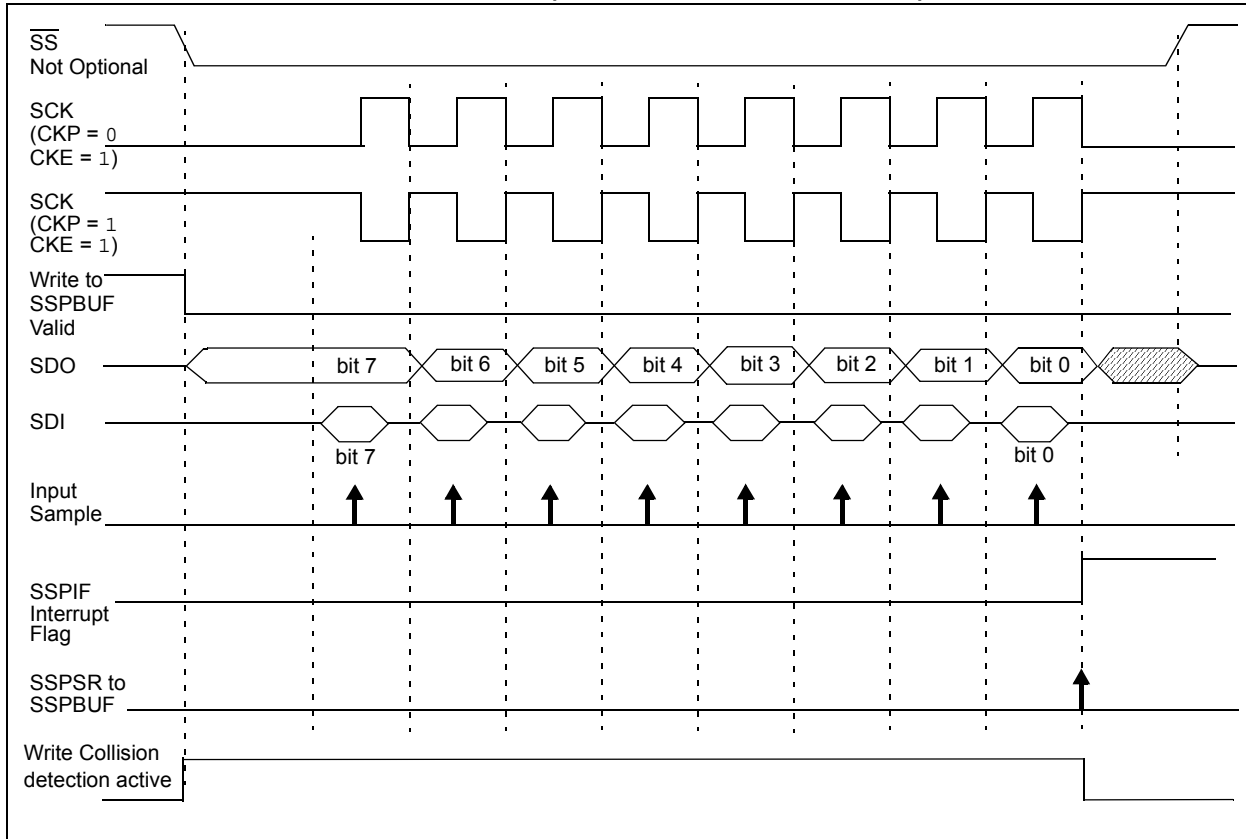 SS
Not Optional
SCK
(CKP = 0
CKE = 1)
SCK
(CKP = 1
CKE = 1)
Write to
SSPBUF
Valid
SDO
bit 7 bit 6 bit 5 bit 4 bit 3 bit 2 bit 1 bit 0
SDI
bit 7 bit 0
Input
Sample
SSPIF
Interrupt
Flag
SSPSR to
SSPBUF
Write Collision
detection active